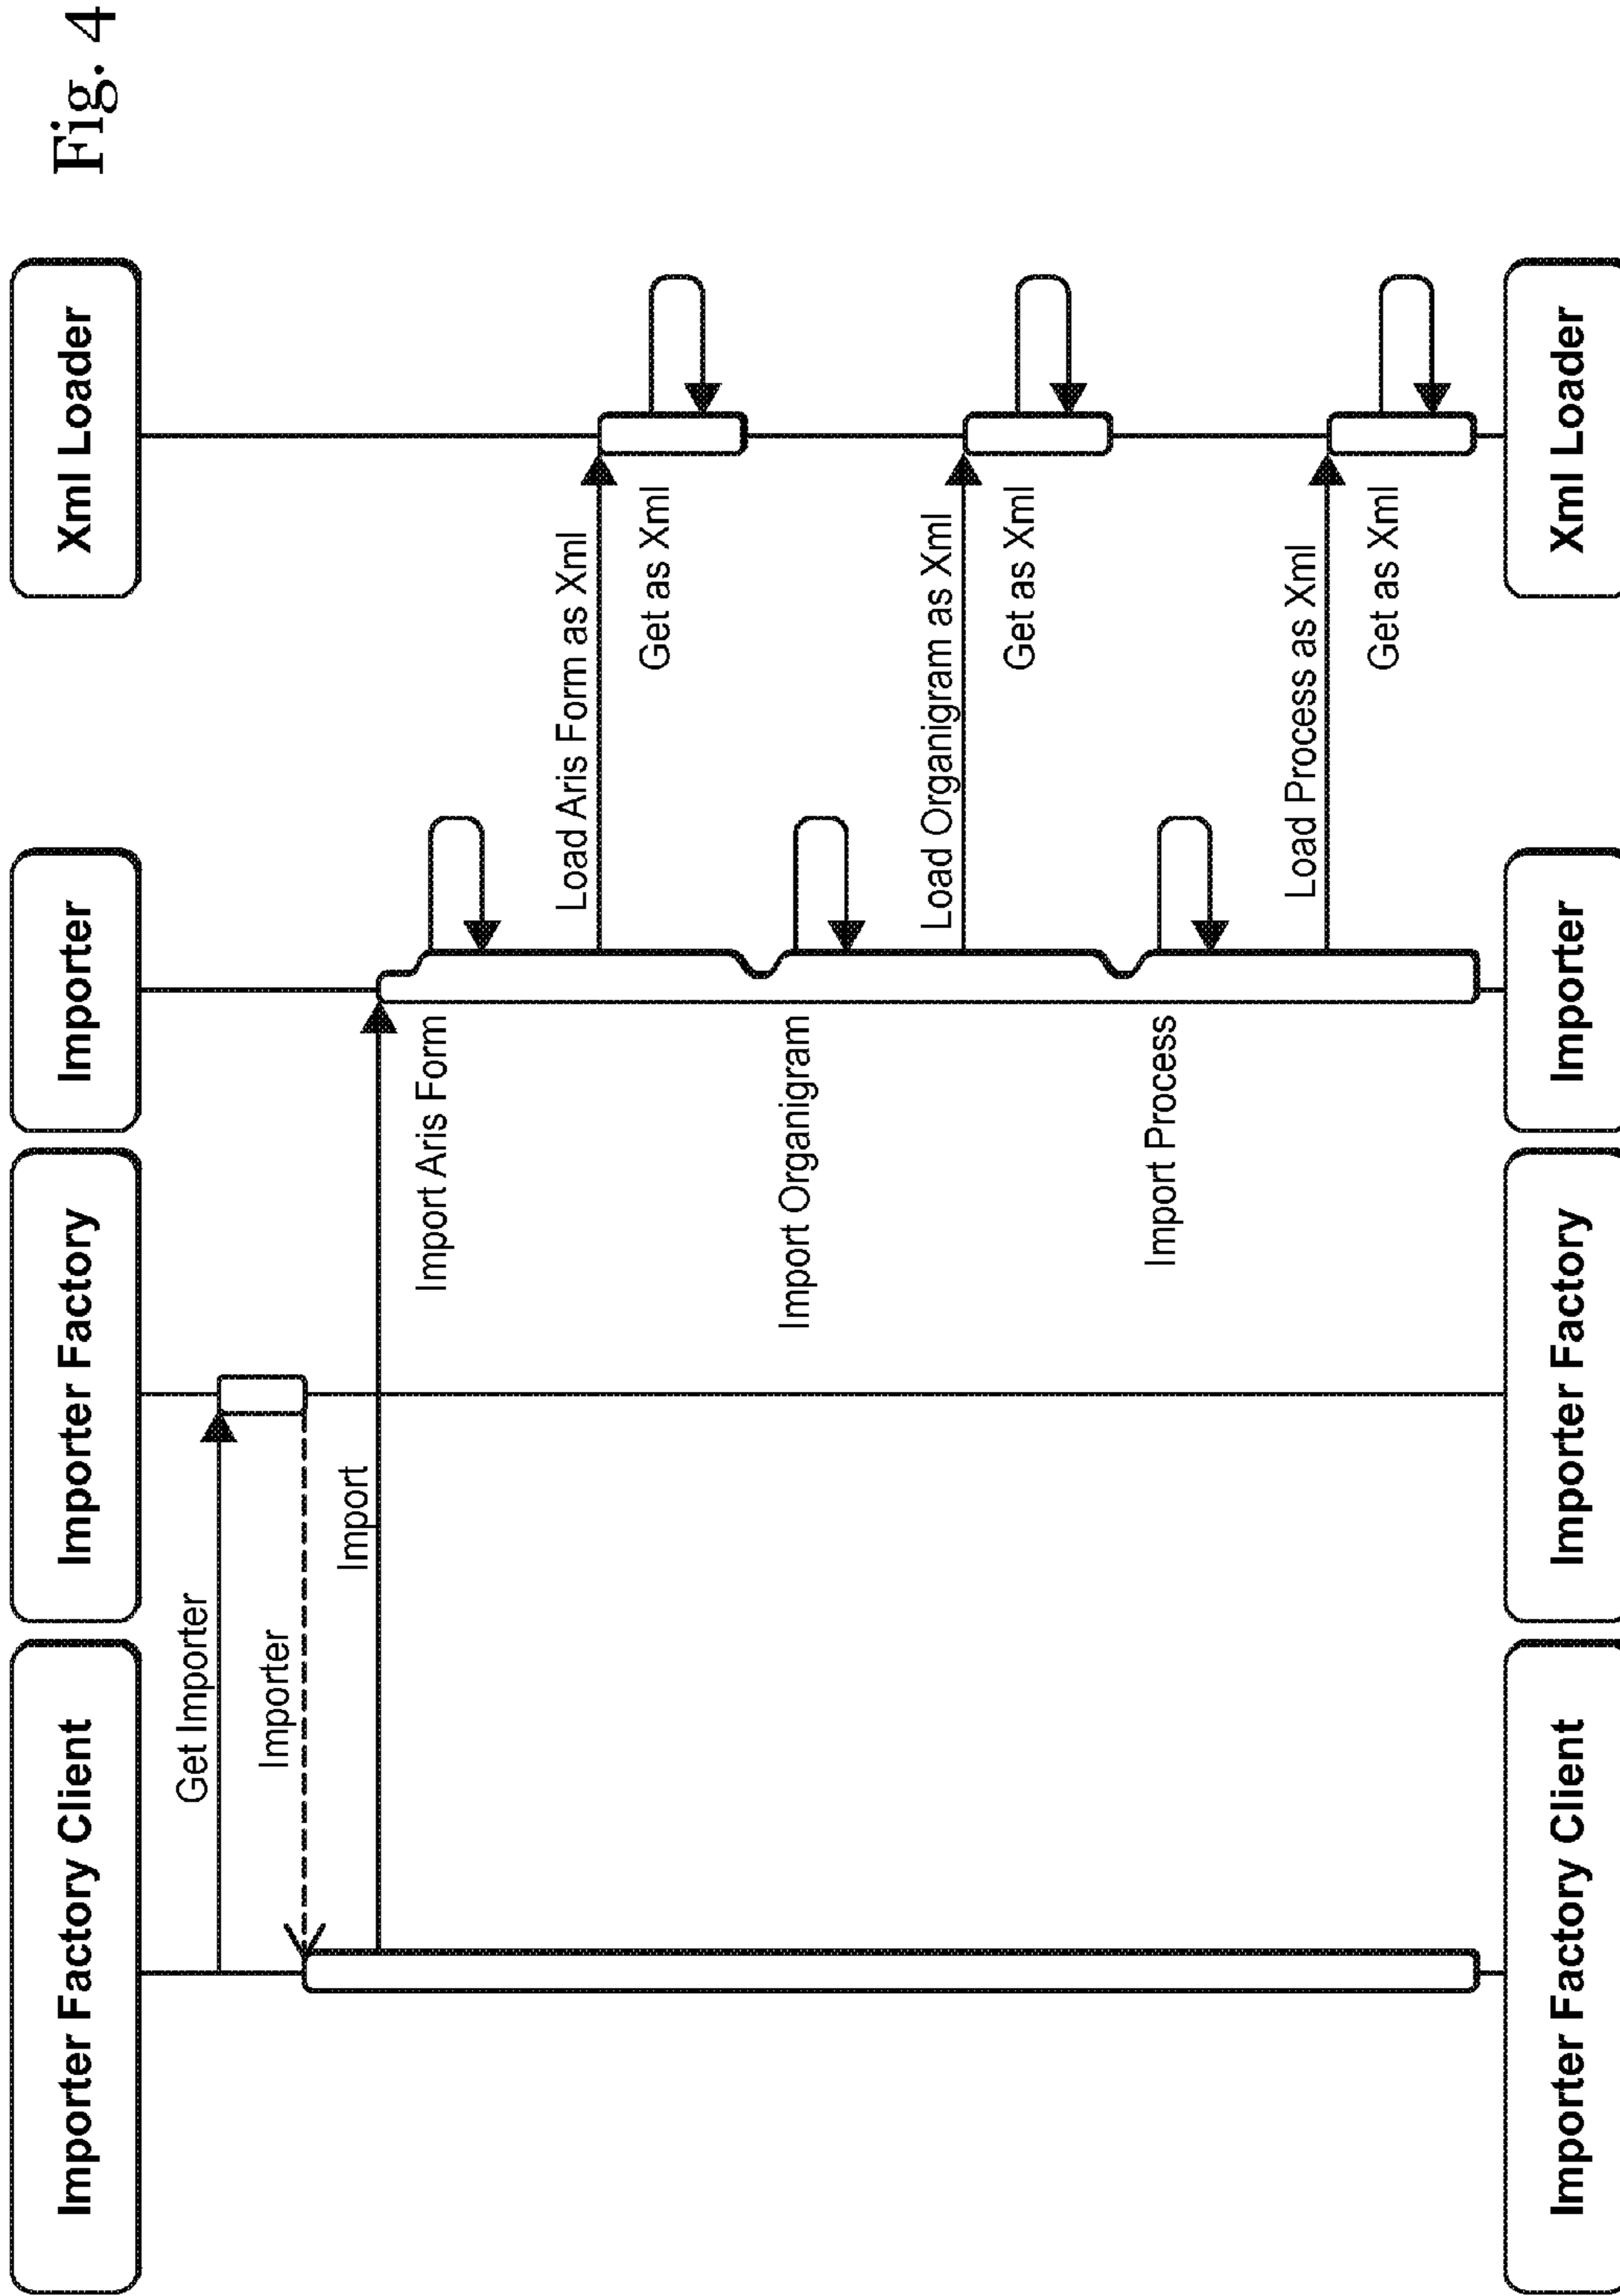 Fig. 4
Importer Factory Client
Importer Factory
Importer
Xml Loader
Get Importer
Importer
Import
Import Aris Form
Load Aris Form as Xml
Get as Xml
Import Organigram
Load Organigram as Xml
Get as Xml
Import Process
Load Process as Xml
Get as Xml
Importer Factory Client
Importer Factory
Importer
Xml Loader